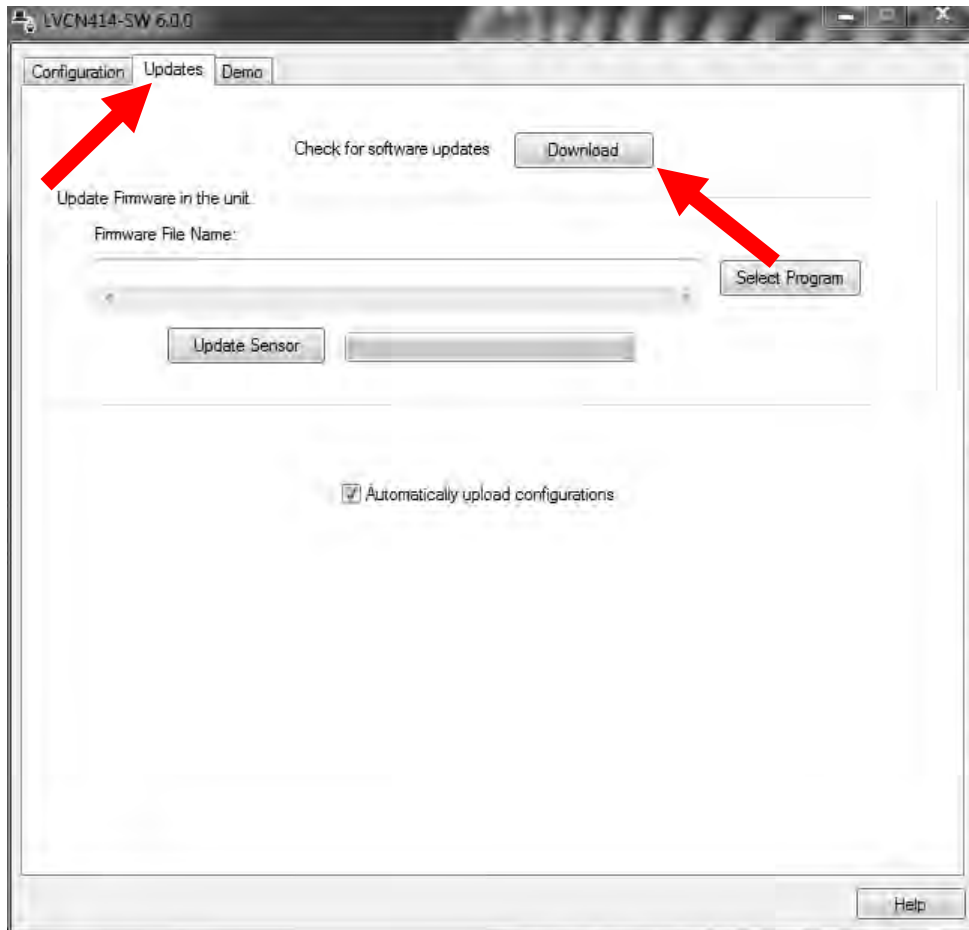 LVCN414-SW 6.0.0
Configuration Updates Demo
Check for software updates Download
Update Firmware in the unit
Firmware File Name:
Select Program
Update Sensor
Automatically upload configurations
Help